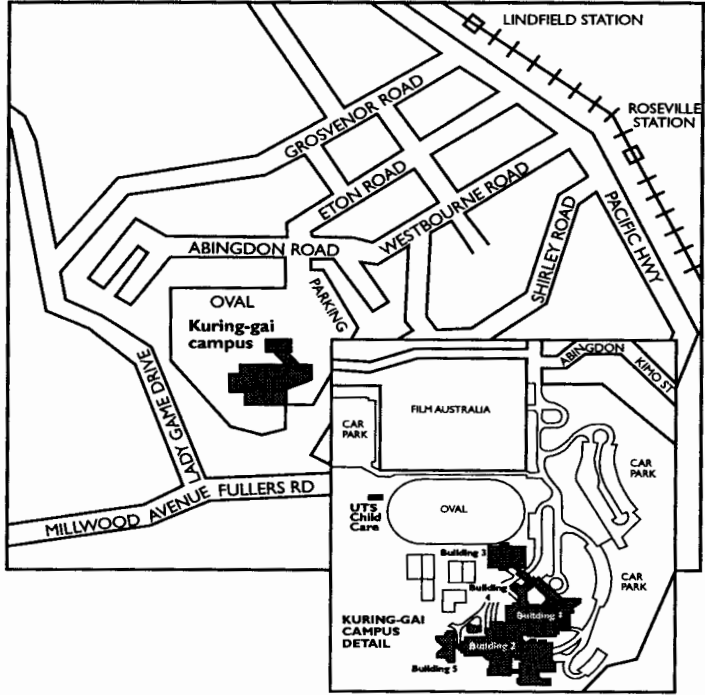 LINDFIELD STATION
ROSEVILLE
STATION
GROSVENOR ROAD
ETON ROAD
WESTBOURNE ROAD
ABINGDON ROAD
SHIRLEY ROAD
PACIFIC HWY
PARKING
OVAL
Kuring-gai
campus
LADY GAME DRIVE
MILLWOOD AVENUE FULLERS RD
ABINGDON
KIMO ST
FILM AUSTRALIA
CAR
PARK
CAR
PARK
OVAL
UTS
Child
Care
CAR
PARK
Building 3
Building
4
Building 1
KURING-GAI
CAMPUS
DETAIL
Building 2
Building 5